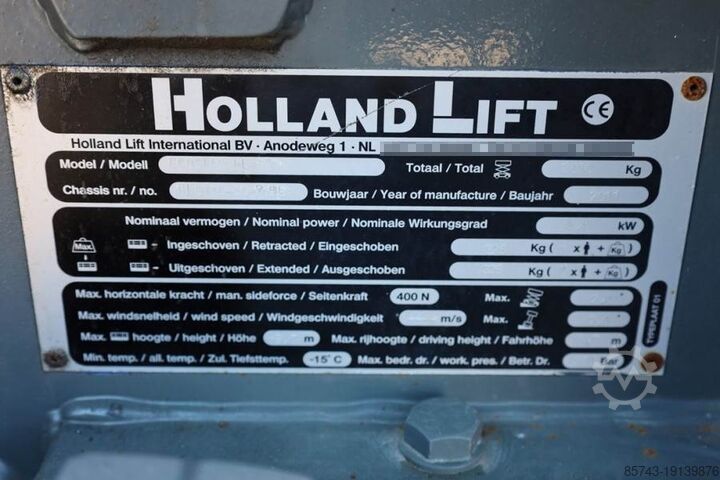 HOLLAND LIFT CE
Holland Lift International BV · Anodeweg 1 · NL
Model / Modell Totaal / Total Kg
Chassis nr. / no. Bouwjaar / Year of manufacture / Baujahr
Nominaal vermogen / Nominal power / Nominale Wirkungsgrad kW
Max. - Ingeschoven / Retracted / Eingeschoben Kg ( x + Kg )
- Uitgeschoven / Extended / Ausgeschoben Kg ( x + Kg )
Max. horizontale kracht / man. sideforce / Seitenkraft 400 N Max.
Max. windsnelheid / wind speed / Windgeschwindigkeit m/s Max.
Max. hoogte / height / Höhe m Max. rijhoogte / driving height / Fahrhöhe m
Min. temp. / all. temp. / Zul. Tiefsttemp. -15°C Max. bedr. dr. / work. pres. / Betr. Dr. Bar
TYPEPLAAT 01
85743-19139876